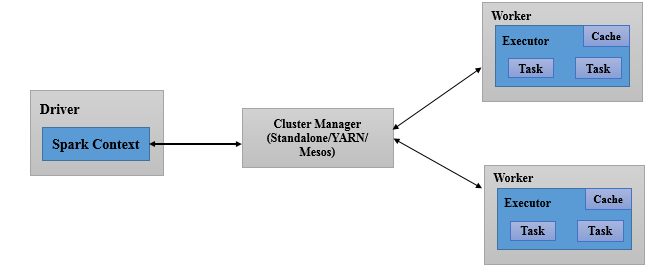 Driver
Spark Context
Cluster Manager
(Standalone/YARN/
Mesos)
Worker
Cache
Executor
Task Task
Worker
Cache
Executor
Task Task